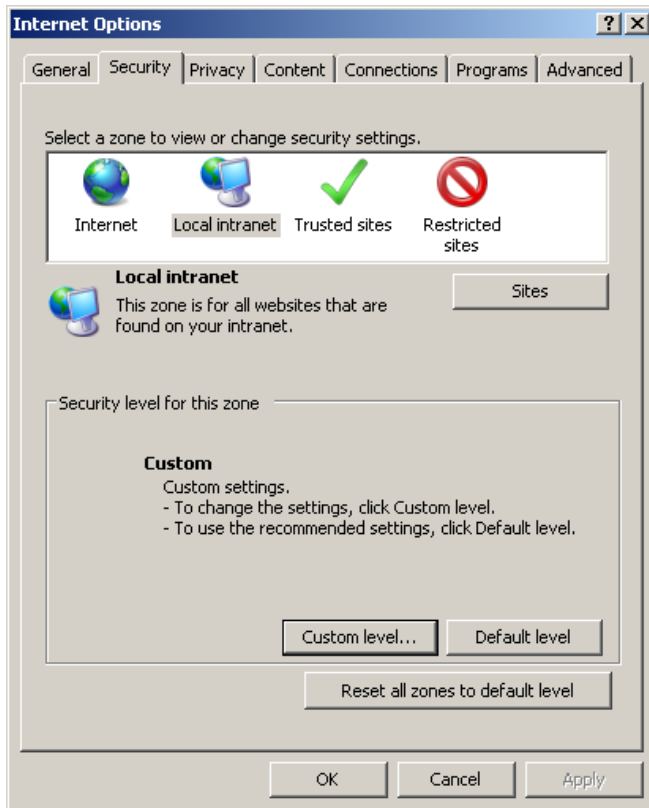 Internet Options
General Security Privacy Content Connections Programs Advanced
Select a zone to view or change security settings.
Internet Local intranet Trusted sites Restricted
sites
Local intranet
Sites
This zone is for all websites that are
found on your intranet.
Security level for this zone
Custom
Custom settings.
- To change the settings, click Custom level.
- To use the recommended settings, click Default level.
Custom level... Default level
Reset all zones to default level
OK Cancel Apply